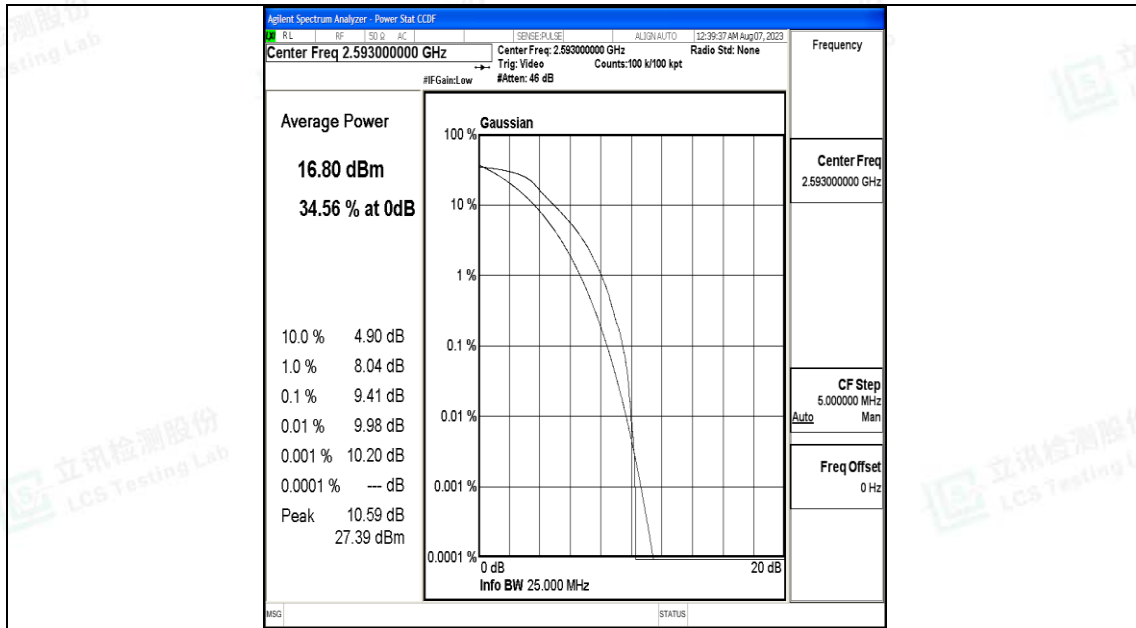 Agilent Spectrum Analyzer - Power Stat CCDF
RL RF 50 Ω AC SENSE:PULSE ALIGN AUTO 12:39:37 AM Aug 07, 2023
Center Freq 2.593000000 GHz
Center Freq: 2.593000000 GHz Radio Std: None
Trig: Video Counts:100 k/100 kpt
#IFGain:Low #Atten: 46 dB
Average Power
16.80 dBm
34.56 % at 0dB
10.0 % 4.90 dB
1.0 % 8.04 dB
0.1 % 9.41 dB
0.01 % 9.98 dB
0.001 % 10.20 dB
0.0001 % --- dB
Peak 10.59 dB
27.39 dBm
Gaussian
100 %
10 %
1 %
0.1 %
0.01 %
0.001 %
0.0001 %
0 dB 20 dB
Info BW 25.000 MHz
Frequency
Center Freq
2.593000000 GHz
CF Step
5.000000 MHz
Auto Man
Freq Offset
0 Hz
MSG STATUS
立讯检测股份
LCS Testing Lab